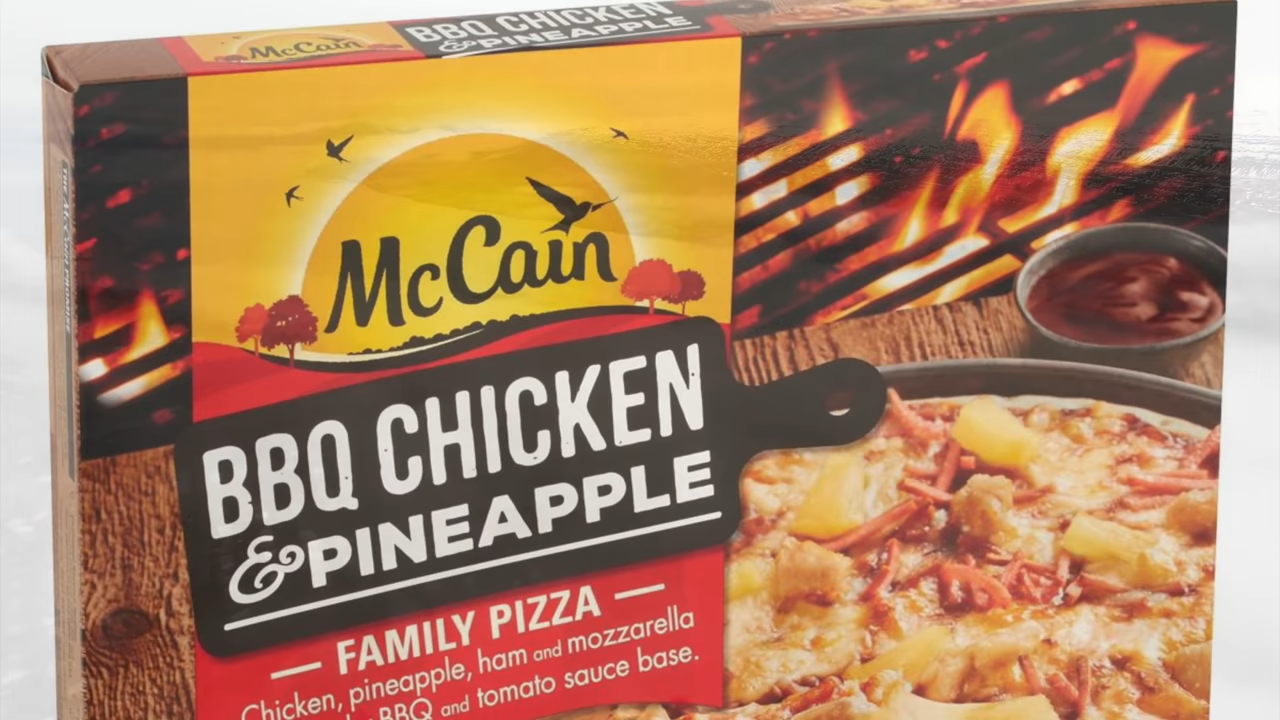 McCain
BBQ CHICKEN
& PINEAPPLE
McCain
BBQ CHICKEN
& PINEAPPLE
FAMILY PIZZA
Chicken, pineapple, ham and mozzarella
BBQ and tomato sauce base.